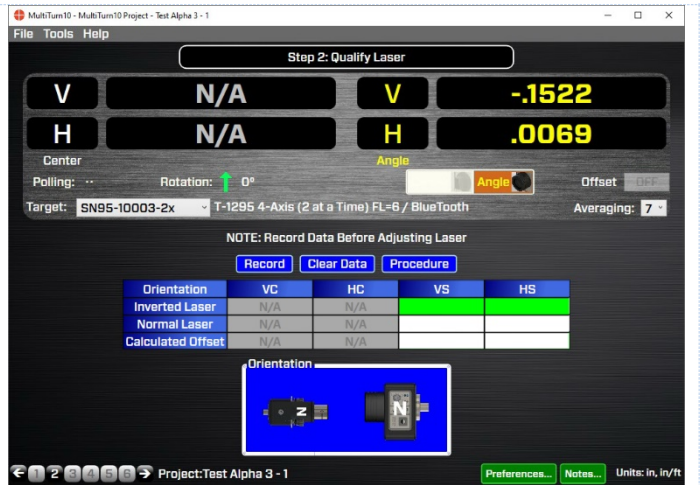 MultiTurn10 - MultiTurn10 Project - Test Alpha 3 - 1
File Tools Help
Step 2: Qualify Laser
V N/A V -.1522
H N/A H .0069
Center Angle
Polling: ·· Rotation: 0° Angle Offset OFF
Target: SN95-10003-2x T-1295 4-Axis (2 at a Time) FL=6 / BlueTooth Averaging: 7
NOTE: Record Data Before Adjusting Laser
Record Clear Data Procedure
Orientation VC HC VS HS
Inverted Laser N/A N/A
Normal Laser N/A N/A
Calculated Offset N/A N/A
Orientation
N N
1 2 3 4 5 6 Project:Test Alpha 3 - 1 Preferences... Notes... Units: in, in/ft